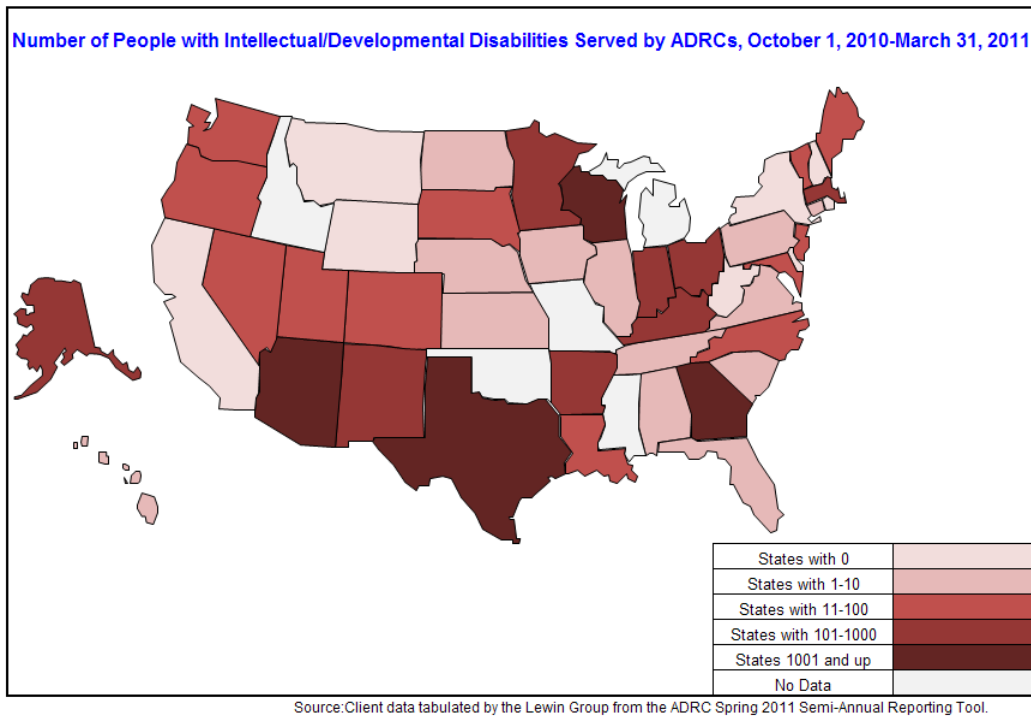 Number of People with Intellectual/Developmental Disabilities Served by ADRCs, October 1, 2010-March 31, 2011
States with 0
States with 1-10
States with 11-100
States with 101-1000
States 1001 and up
No Data
Source:Client data tabulated by the Lewin Group from the ADRC Spring 2011 Semi-Annual Reporting Tool.